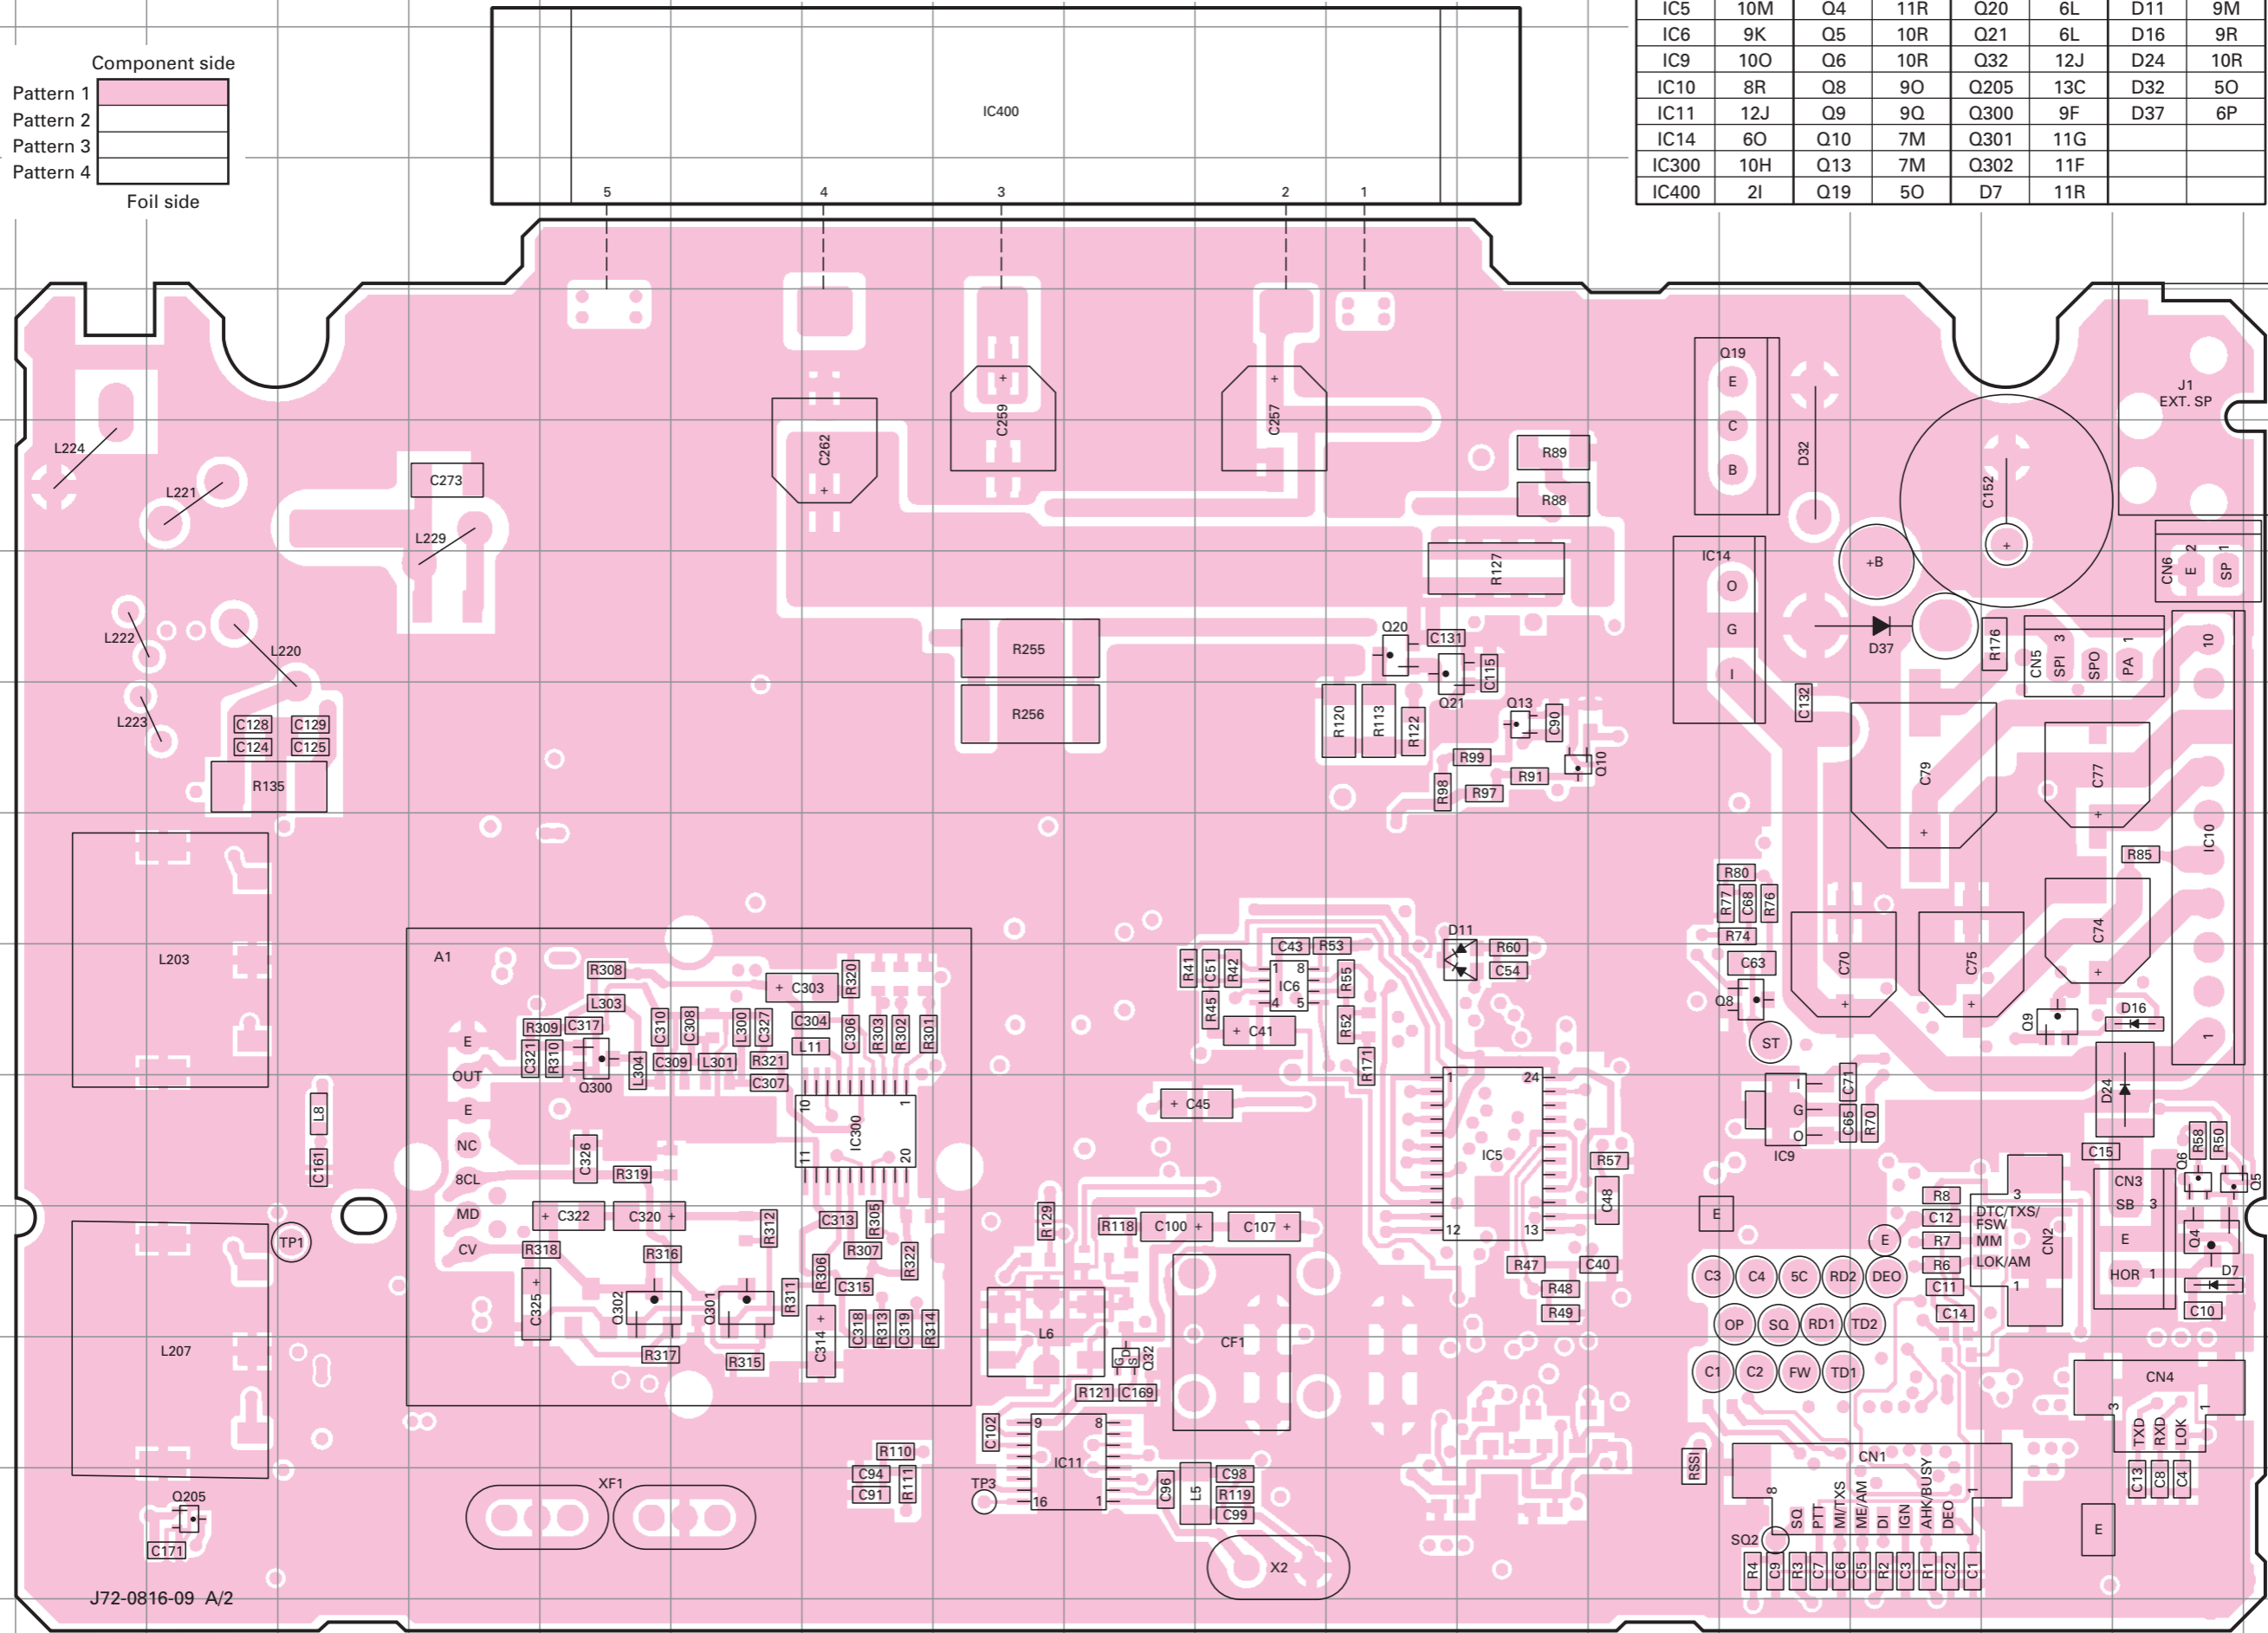 Component side
Pattern 1
Pattern 2
Pattern 3
Pattern 4
Foil side
IC400
5 4 3 2 1
IC5 10M Q4 11R Q20 6L D11 9M
IC6 9K Q5 10R Q21 6L D16 9R
IC9 10O Q6 10R Q32 12J D24 10R
IC10 8R Q8 9O Q205 13C D32 5O
IC11 12J Q9 9Q Q300 9F D37 6P
IC14 6O Q10 7M Q301 11G
IC300 10H Q13 7M Q302 11F
IC400 2I Q19 5O D7 11R
Q19
E
C
B
D32
C152
+
J1
EXT. SP
L224
L221
C273
L229
C262
+
+
C259
+
C257
R89
R88
R127
IC14
O
G
I
+B
CN6
E 2
SP 1
L222
L220
L223
R255
R256
Q20
C131
Q21
C115
D37
R176
CN5
SPI 3
SPO
PA 1
10
C128 C129
C124 C125
R135
R120
R113
R122
Q13
C90
Q10
R99
R91
R98
R97
C132
C79
+
C77
+
IC10
R85
R80
R77
C68
R76
R74
C63
Q8
C70
+
C75
+
C74
+
Q9
D16
1
ST
L203
A1
R308
L303
R309 C317
C321
R310
Q300
L304
C310
C308
C309
L301
L300
C327
R321
C307
+ C303
R320
C304
L11
C306
R303
R302
R301
E
OUT
E
NC
8CL
MD
CV
10 1
IC300
11 20
C326
R319
+ C322
C320 +
R318
R316
R312
C313
R305
R307
R322
R306
C315
R311
C325
+
Q302
Q301
C314
+
C318
R313
C319
R314
R317
R315
R41
C51
R42
R45
C43 R53
1 8
IC6
4 5
R55
R52
+ C41
R171
D11
R60
C54
+ C45
1 24
IC5
12 13
R57
C48
R47 C40
R48
R49
I
G
O
IC9
C71
C65
R70
D24
C15
R58
R50
Q6
Q5
CN3
SB 3
E
HOR 1
Q4
D7
C10
R8
C12
R7
R6
C11
C14
3
DTC/TXS/
FSW
MM
LOK/AM
1
CN2
E
E
C3 C4 5C RD2 DEO
OP SQ RD1 TD2
C1 C2 FW TD1
L8
C161
TP1
L207
R129
R118
C100 +
C107 +
L6
CF1
G D S
Q32
R121 C169
C102
9 8
IC11
16 1
TP3
R110
C94
C91
R111
XF1
C96
L5
C98
R119
C99
X2
Q205
C171
J72-0816-09 A/2
RSSI
CN1
8
SQ
PTT
MI/TXS
ME/AMI
DI
IGN
AHK/BUSY
DEO
1
SQ2
R4
C9
R3
C7
C6
C5
R2
C3
R1
C2
C1
CN4
3
TXD
RXD
LOK
1
C13
C8
C4
E